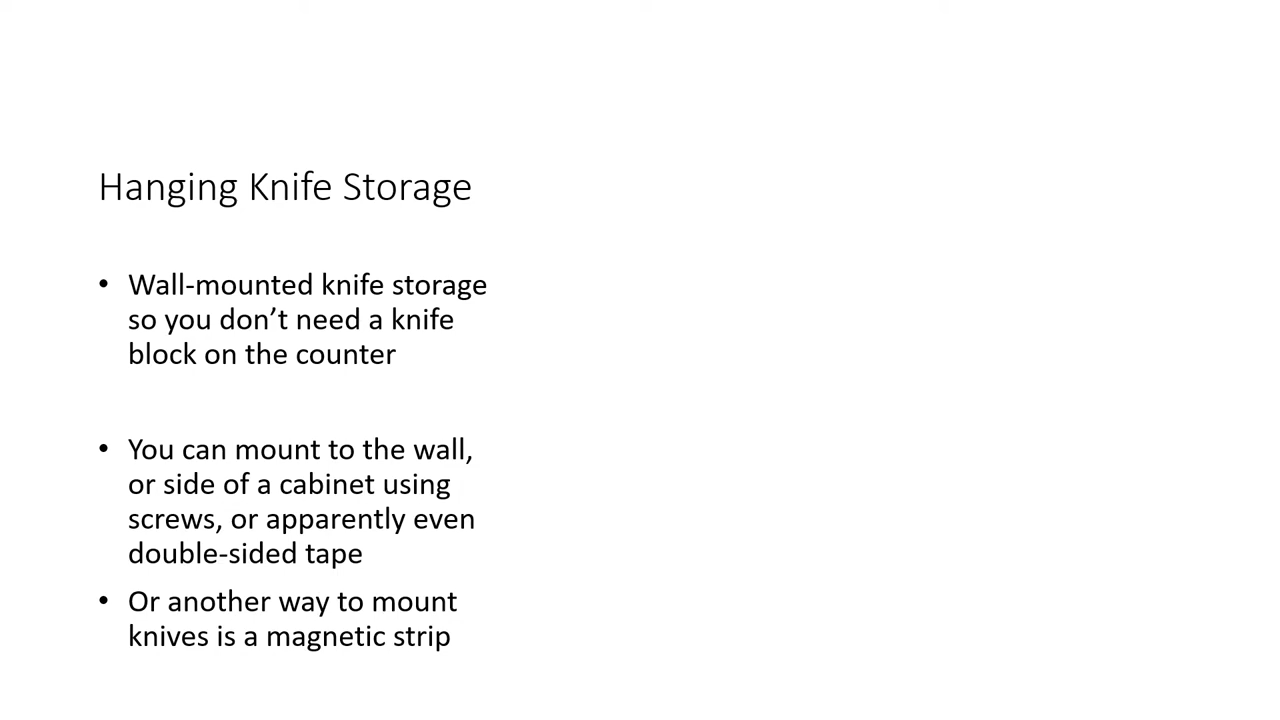 Hanging Knife Storage
• Wall-mounted knife storage
so you don’t need a knife
block on the counter
• You can mount to the wall,
or side of a cabinet using
screws, or apparently even
double-sided tape
• Or another way to mount
knives is a magnetic strip